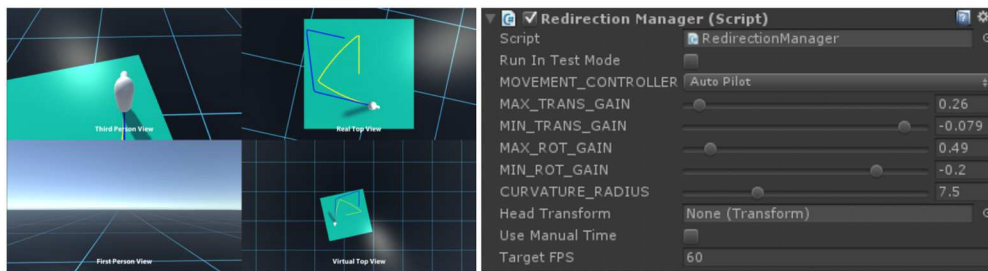 Third Person View
Real Top View
First Person View
Virtual Top View
Redirection Manager (Script)
Script RedirectionManager
Run In Test Mode
MOVEMENT_CONTROLLER Auto Pilot
MAX_TRANS_GAIN 0.26
MIN_TRANS_GAIN -0.079
MAX_ROT_GAIN 0.49
MIN_ROT_GAIN -0.2
CURVATURE_RADIUS 7.5
Head Transform None (Transform)
Use Manual Time
Target FPS 60